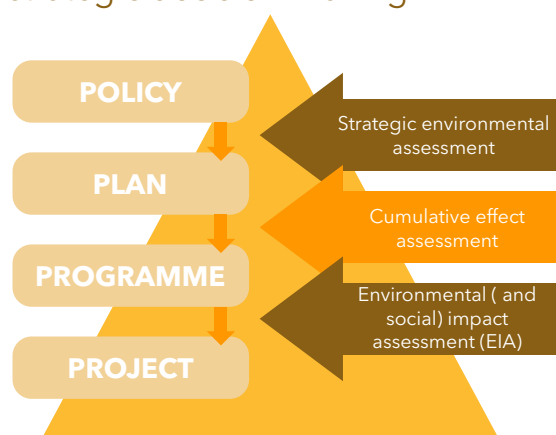 POLICY
PLAN
PROGRAMME
PROJECT
Strategic environmental
assessment
Cumulative effect
assessment
Environmental ( and
social) impact
assessment (EIA)